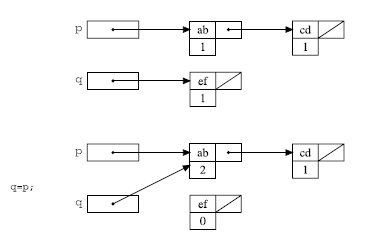 p ab cd
1 1
q ef
1
p ab cd
2 1
q=p;
q ef
0